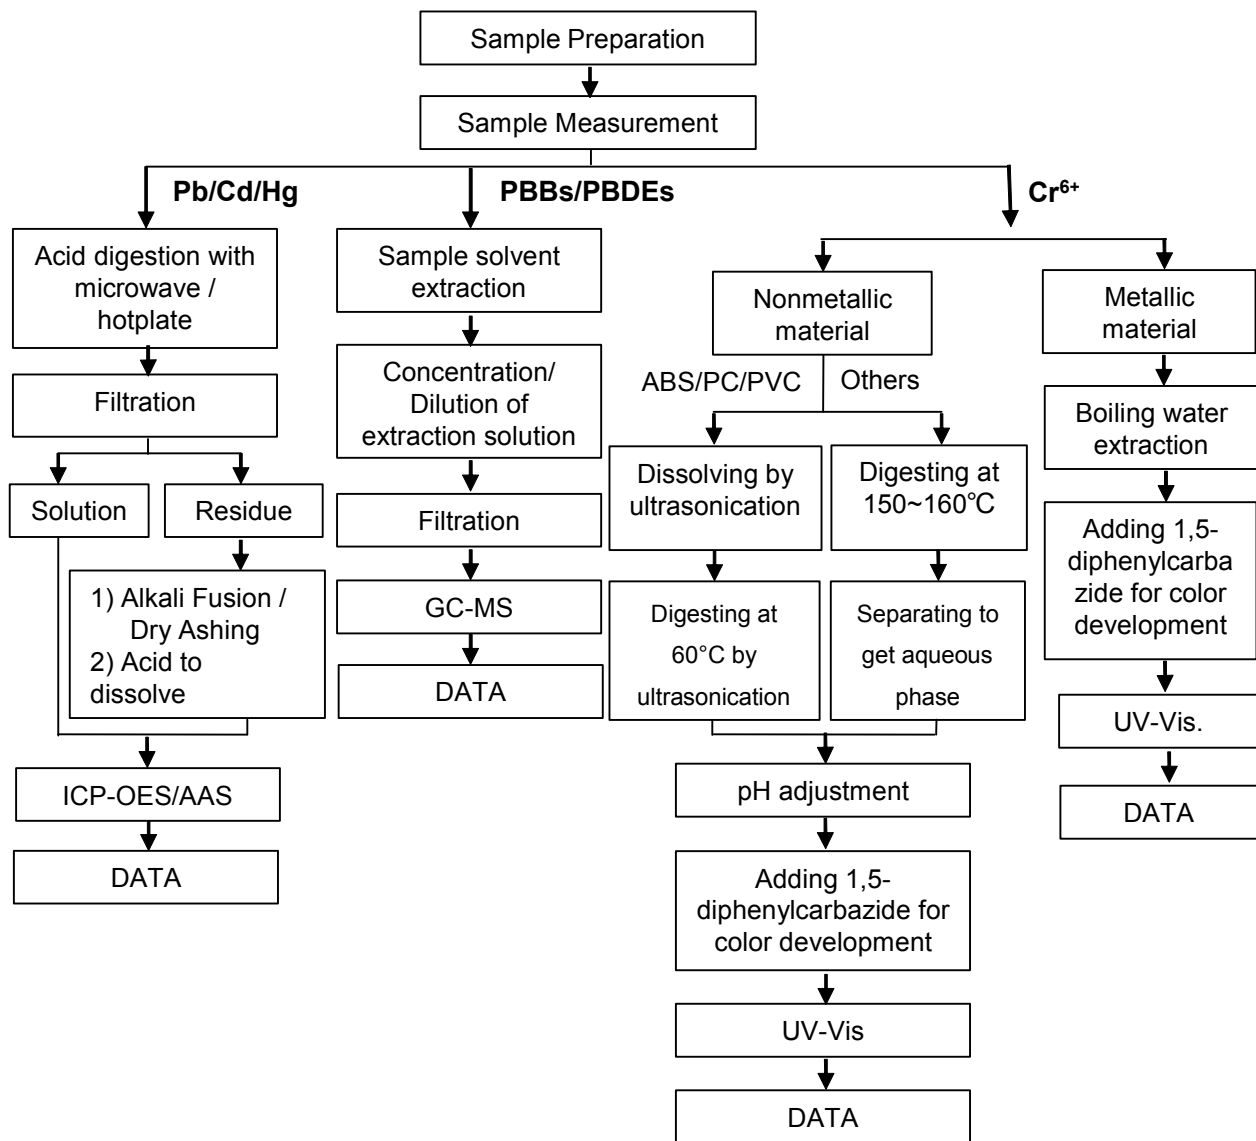 Sample Preparation
Sample Measurement
Pb/Cd/Hg
PBBs/PBDEs
Cr⁶⁺
Acid digestion with
microwave /
hotplate
Filtration
Solution
Residue
1) Alkali Fusion /
Dry Ashing
2) Acid to
dissolve
ICP-OES/AAS
DATA
Sample solvent
extraction
Concentration/
Dilution of
extraction solution
Filtration
GC-MS
DATA
Nonmetallic
material
ABS/PC/PVC
Others
Dissolving by
ultrasonication
Digesting at
60°C by
ultrasonication
Digesting at
150~160℃
Separating to
get aqueous
phase
pH adjustment
Adding 1,5-
diphenylcarbazide for
color development
UV-Vis
DATA
Metallic
material
Boiling water
extraction
Adding 1,5-
diphenylcarba
zide for color
development
UV-Vis.
DATA